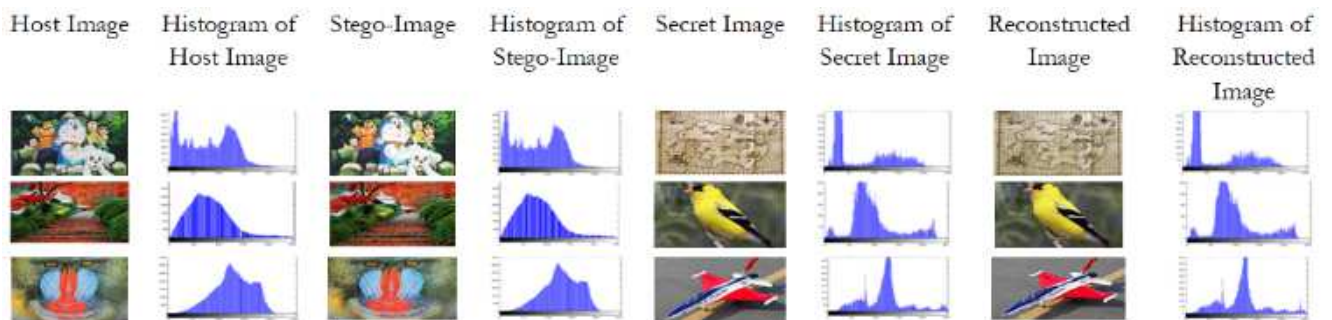 Host Image
Histogram of
Host Image
Stego-Image
Histogram of
Stego-Image
Secret Image
Histogram of
Secret Image
Reconstructed
Image
Histogram of
Reconstructed
Image